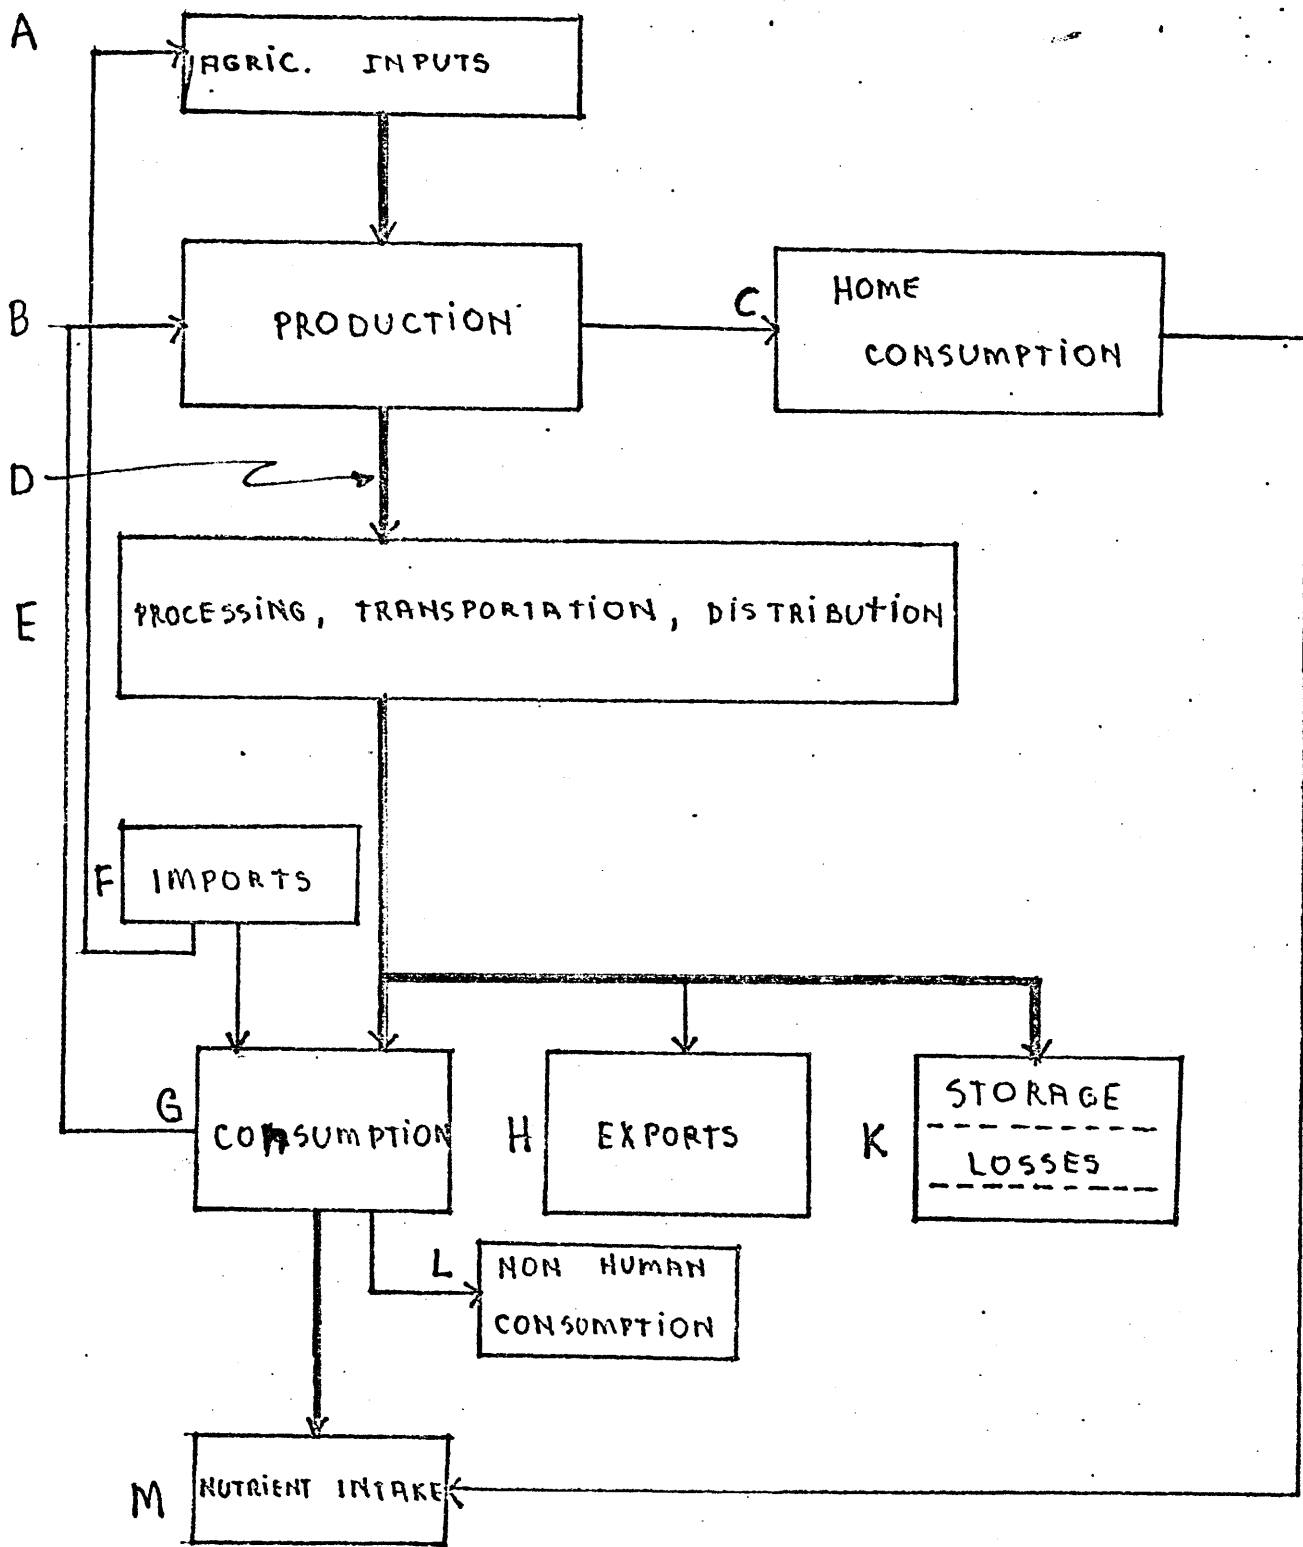 A
AGRIC. INPUTS
B
PRODUCTION
C
HOME
CONSUMPTION
D
E
PROCESSING, TRANSPORTATION, DISTRIBUTION
F
IMPORTS
G
CONSUMPTION
H
EXPORTS
K
STORAGE
LOSSES
L
NON HUMAN
CONSUMPTION
M
NUTRIENT INTAKE